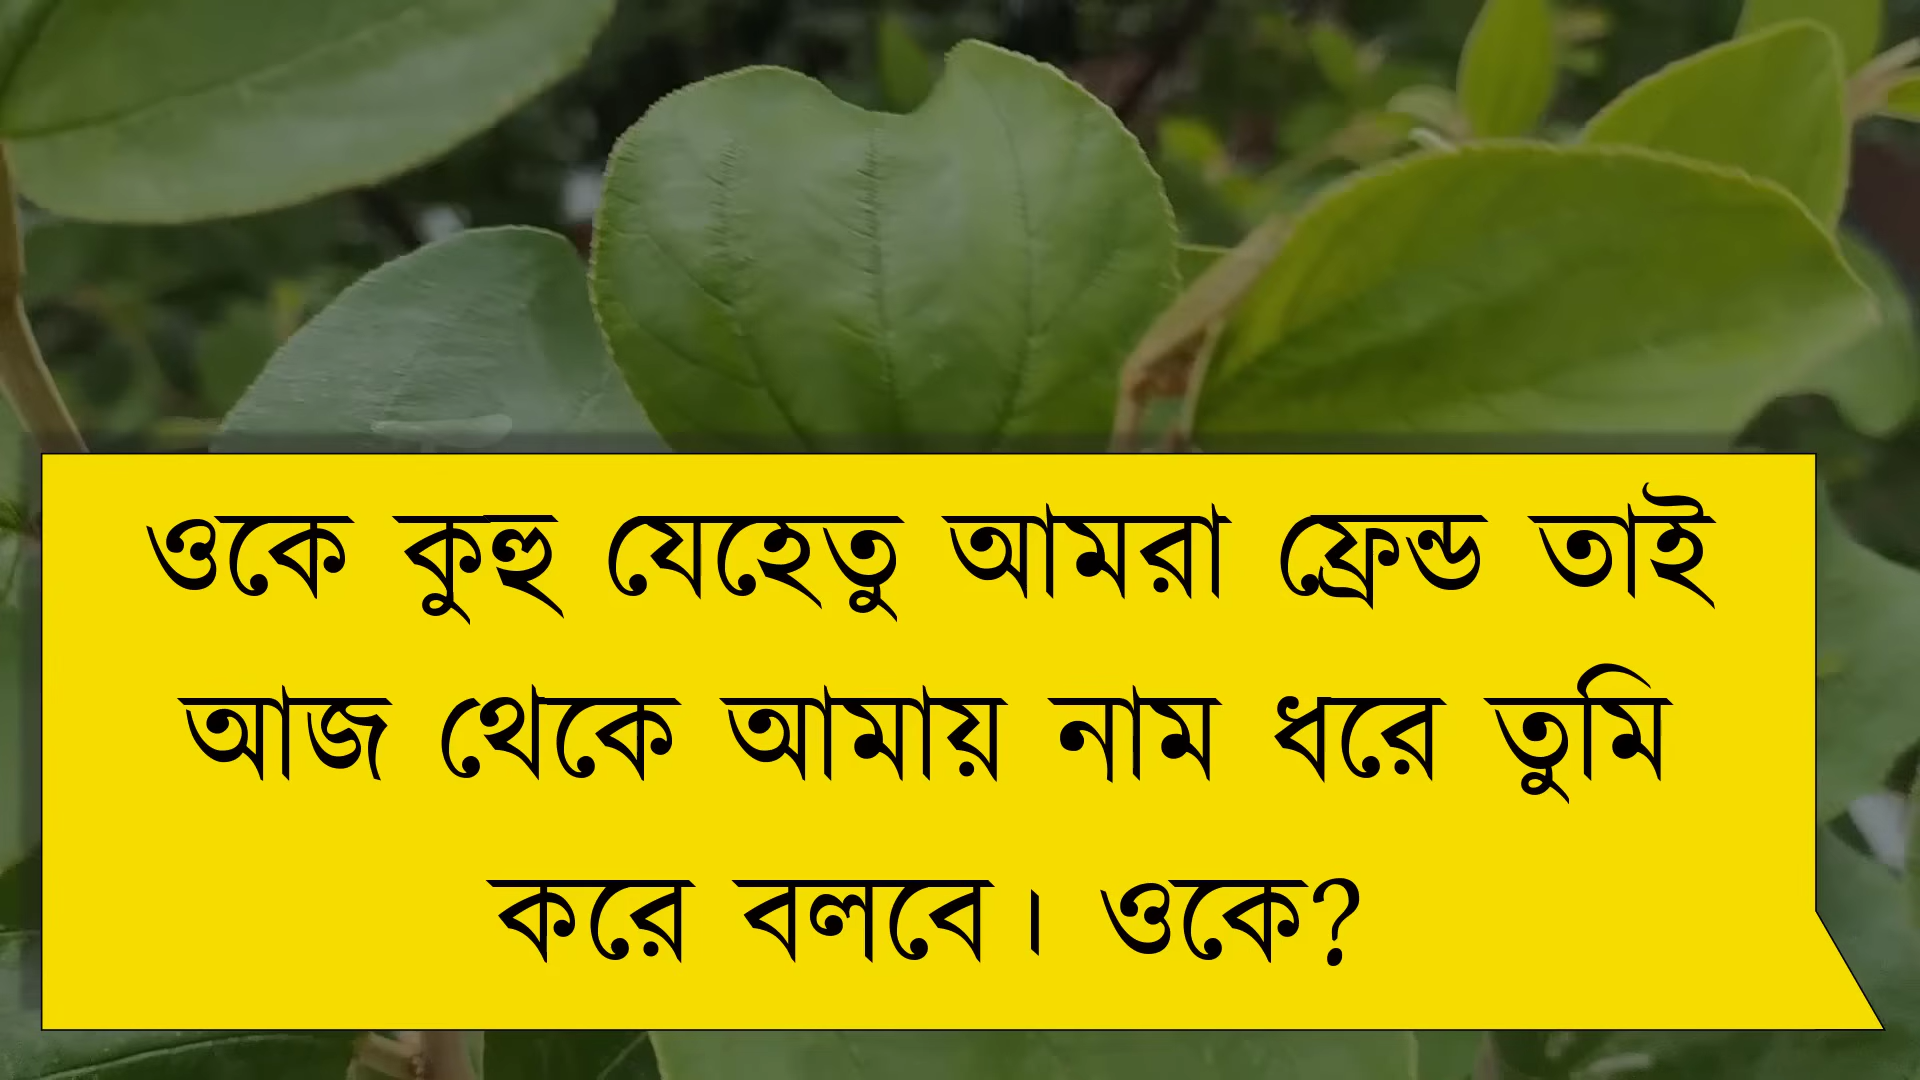 ওকে কুহু যেহেতু আমরা ফ্রেন্ড তাই
আজ থেকে আমায় নাম ধরে তুমি
করে বলবে। ওকে?